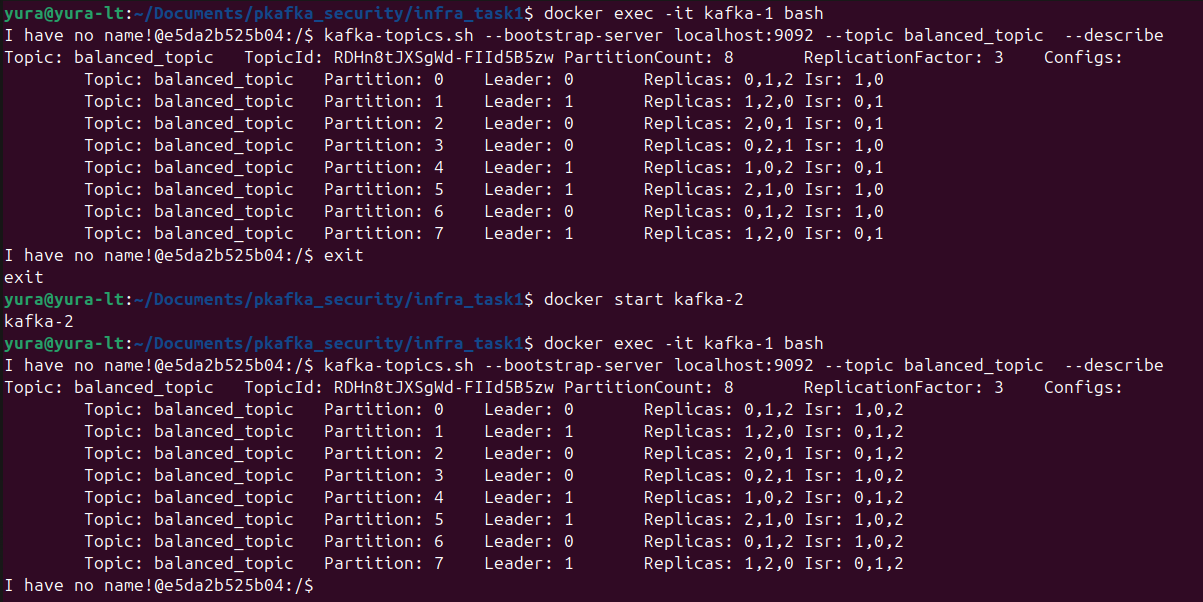 yura@yura-lt:~/Documents/pkafka_security/infra_task1$ docker exec -it kafka-1 bash
I have no name!@e5da2b525b04:/$ kafka-topics.sh --bootstrap-server localhost:9092 --topic balanced_topic  --describe
Topic: balanced_topic   TopicId: RDHn8tJXSgWd-FIId5B5zw PartitionCount: 8       ReplicationFactor: 3    Configs:
        Topic: balanced_topic   Partition: 0    Leader: 0       Replicas: 0,1,2 Isr: 1,0
        Topic: balanced_topic   Partition: 1    Leader: 1       Replicas: 1,2,0 Isr: 0,1
        Topic: balanced_topic   Partition: 2    Leader: 0       Replicas: 2,0,1 Isr: 0,1
        Topic: balanced_topic   Partition: 3    Leader: 0       Replicas: 0,2,1 Isr: 1,0
        Topic: balanced_topic   Partition: 4    Leader: 1       Replicas: 1,0,2 Isr: 0,1
        Topic: balanced_topic   Partition: 5    Leader: 1       Replicas: 2,1,0 Isr: 1,0
        Topic: balanced_topic   Partition: 6    Leader: 0       Replicas: 0,1,2 Isr: 1,0
        Topic: balanced_topic   Partition: 7    Leader: 1       Replicas: 1,2,0 Isr: 0,1
I have no name!@e5da2b525b04:/$ exit
exit
yura@yura-lt:~/Documents/pkafka_security/infra_task1$ docker start kafka-2
kafka-2
yura@yura-lt:~/Documents/pkafka_security/infra_task1$ docker exec -it kafka-1 bash
I have no name!@e5da2b525b04:/$ kafka-topics.sh --bootstrap-server localhost:9092 --topic balanced_topic  --describe
Topic: balanced_topic   TopicId: RDHn8tJXSgWd-FIId5B5zw PartitionCount: 8       ReplicationFactor: 3    Configs:
        Topic: balanced_topic   Partition: 0    Leader: 0       Replicas: 0,1,2 Isr: 1,0,2
        Topic: balanced_topic   Partition: 1    Leader: 1       Replicas: 1,2,0 Isr: 0,1,2
        Topic: balanced_topic   Partition: 2    Leader: 0       Replicas: 2,0,1 Isr: 0,1,2
        Topic: balanced_topic   Partition: 3    Leader: 0       Replicas: 0,2,1 Isr: 1,0,2
        Topic: balanced_topic   Partition: 4    Leader: 1       Replicas: 1,0,2 Isr: 0,1,2
        Topic: balanced_topic   Partition: 5    Leader: 1       Replicas: 2,1,0 Isr: 1,0,2
        Topic: balanced_topic   Partition: 6    Leader: 0       Replicas: 0,1,2 Isr: 1,0,2
        Topic: balanced_topic   Partition: 7    Leader: 1       Replicas: 1,2,0 Isr: 0,1,2
I have no name!@e5da2b525b04:/$